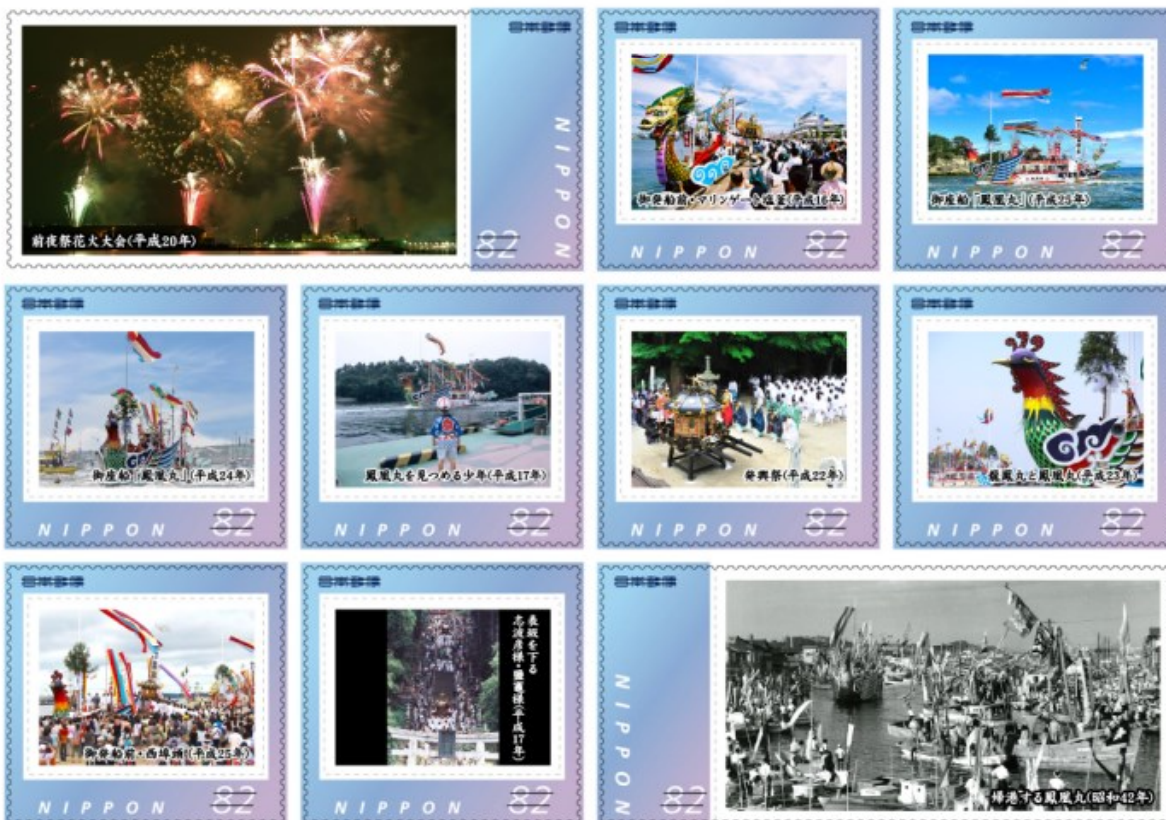 日本郵便
NIPPON
82
前夜祭花火大会(平成20年)
日本郵便
御発船前・マリンゲート塩釜(平成16年)
NIPPON
82
日本郵便
御座船「鳳凰丸」(平成25年)
NIPPON
82
日本郵便
御座船「鳳凰丸」(平成24年)
NIPPON
82
日本郵便
鳳凰丸を見つめる少年(平成17年)
NIPPON
82
日本郵便
発輿祭(平成22年)
NIPPON
82
日本郵便
龍鳳丸と鳳凰丸(平成23年)
NIPPON
82
日本郵便
御発船前・西埠頭(平成25年)
NIPPON
82
日本郵便
表坂を下る
志波彦様・鹽竈様(平成17年)
NIPPON
82
日本郵便
NIPPON
82
帰港する鳳凰丸(昭和42年)